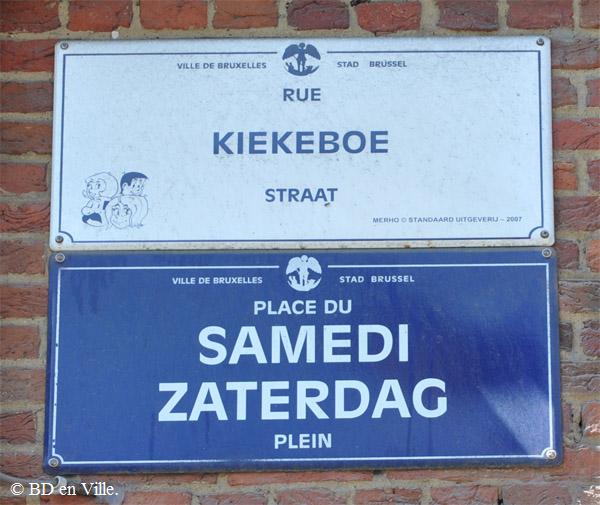 VILLE DE BRUXELLES STAD BRUSSEL
RUE
KIEKEBOE
STRAAT
MERHO © STANDAARD UITGEVERIJ – 2007
VILLE DE BRUXELLES STAD BRUSSEL
PLACE DU
SAMEDI
ZATERDAG
PLEIN
© BD en Ville.